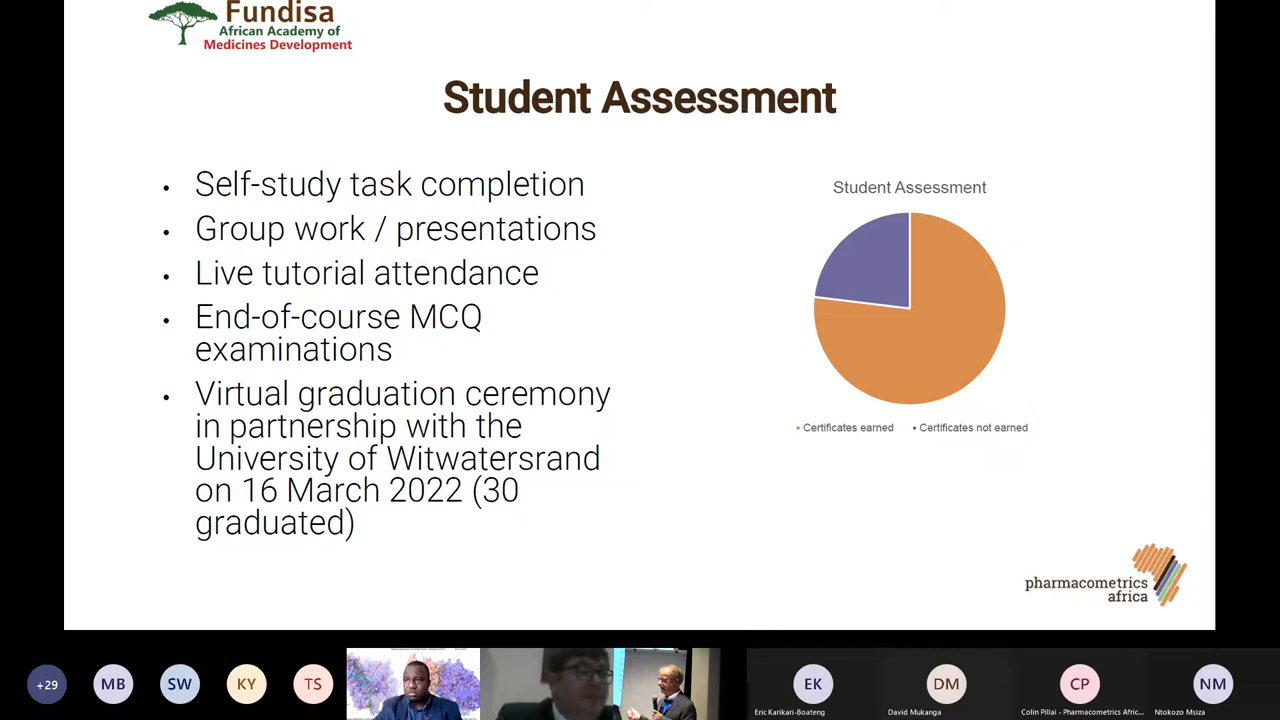 Fundisa
African Academy of
Medicines Development
Student Assessment
• Self-study task completion
• Group work / presentations
• Live tutorial attendance
• End-of-course MCQ
examinations
• Virtual graduation ceremony
in partnership with the
University of Witwatersrand
on 16 March 2022 (30
graduated)
Student Assessment
Certificates earned
Certificates not earned
pharmacometrics
africa
+29
MB
SW
KY
TS
EK
DM
CP
NM
Eric Karikari-Boateng
David Mukanga
Colin Pillai - Pharmacometrics Afric...
Ntokozo Msiza